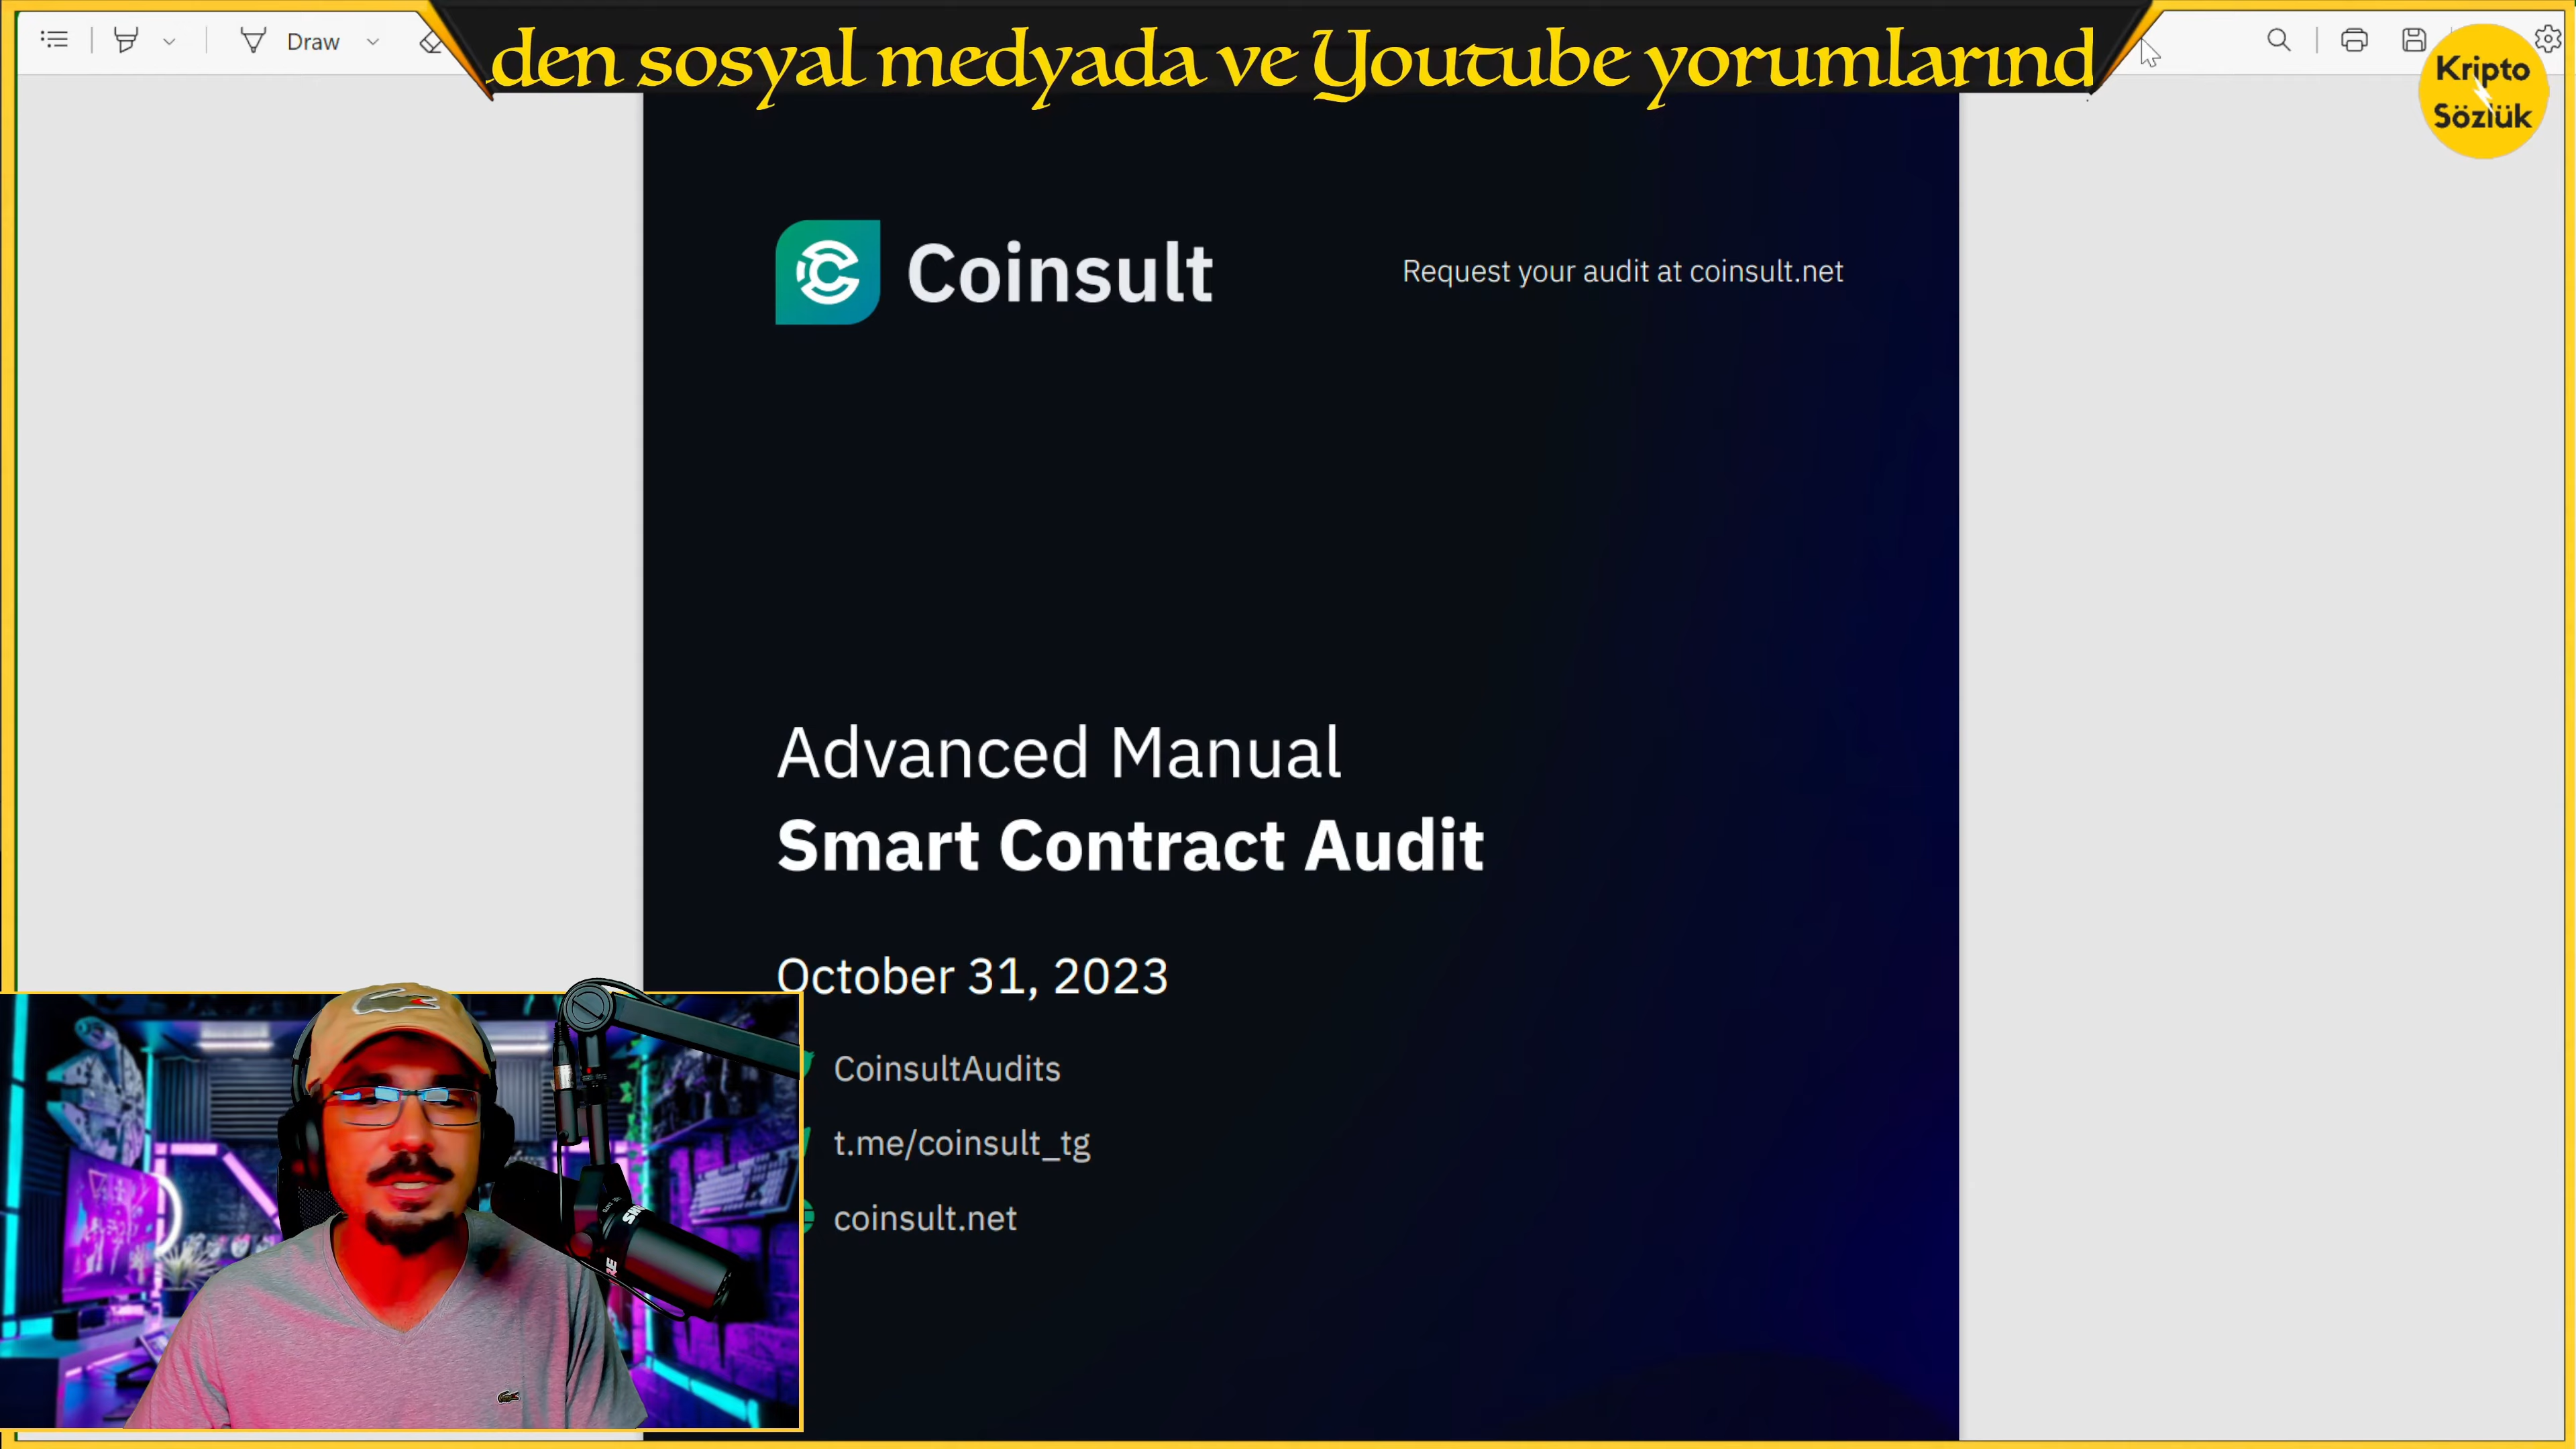 den sosyal medyada ve Youtube yorumlarınd
Draw
Kripto
Sözlük
Coinsult
Request your audit at coinsult.net
Advanced Manual
Smart Contract Audit
October 31, 2023
CoinsultAudits
t.me/coinsult_tg
coinsult.net